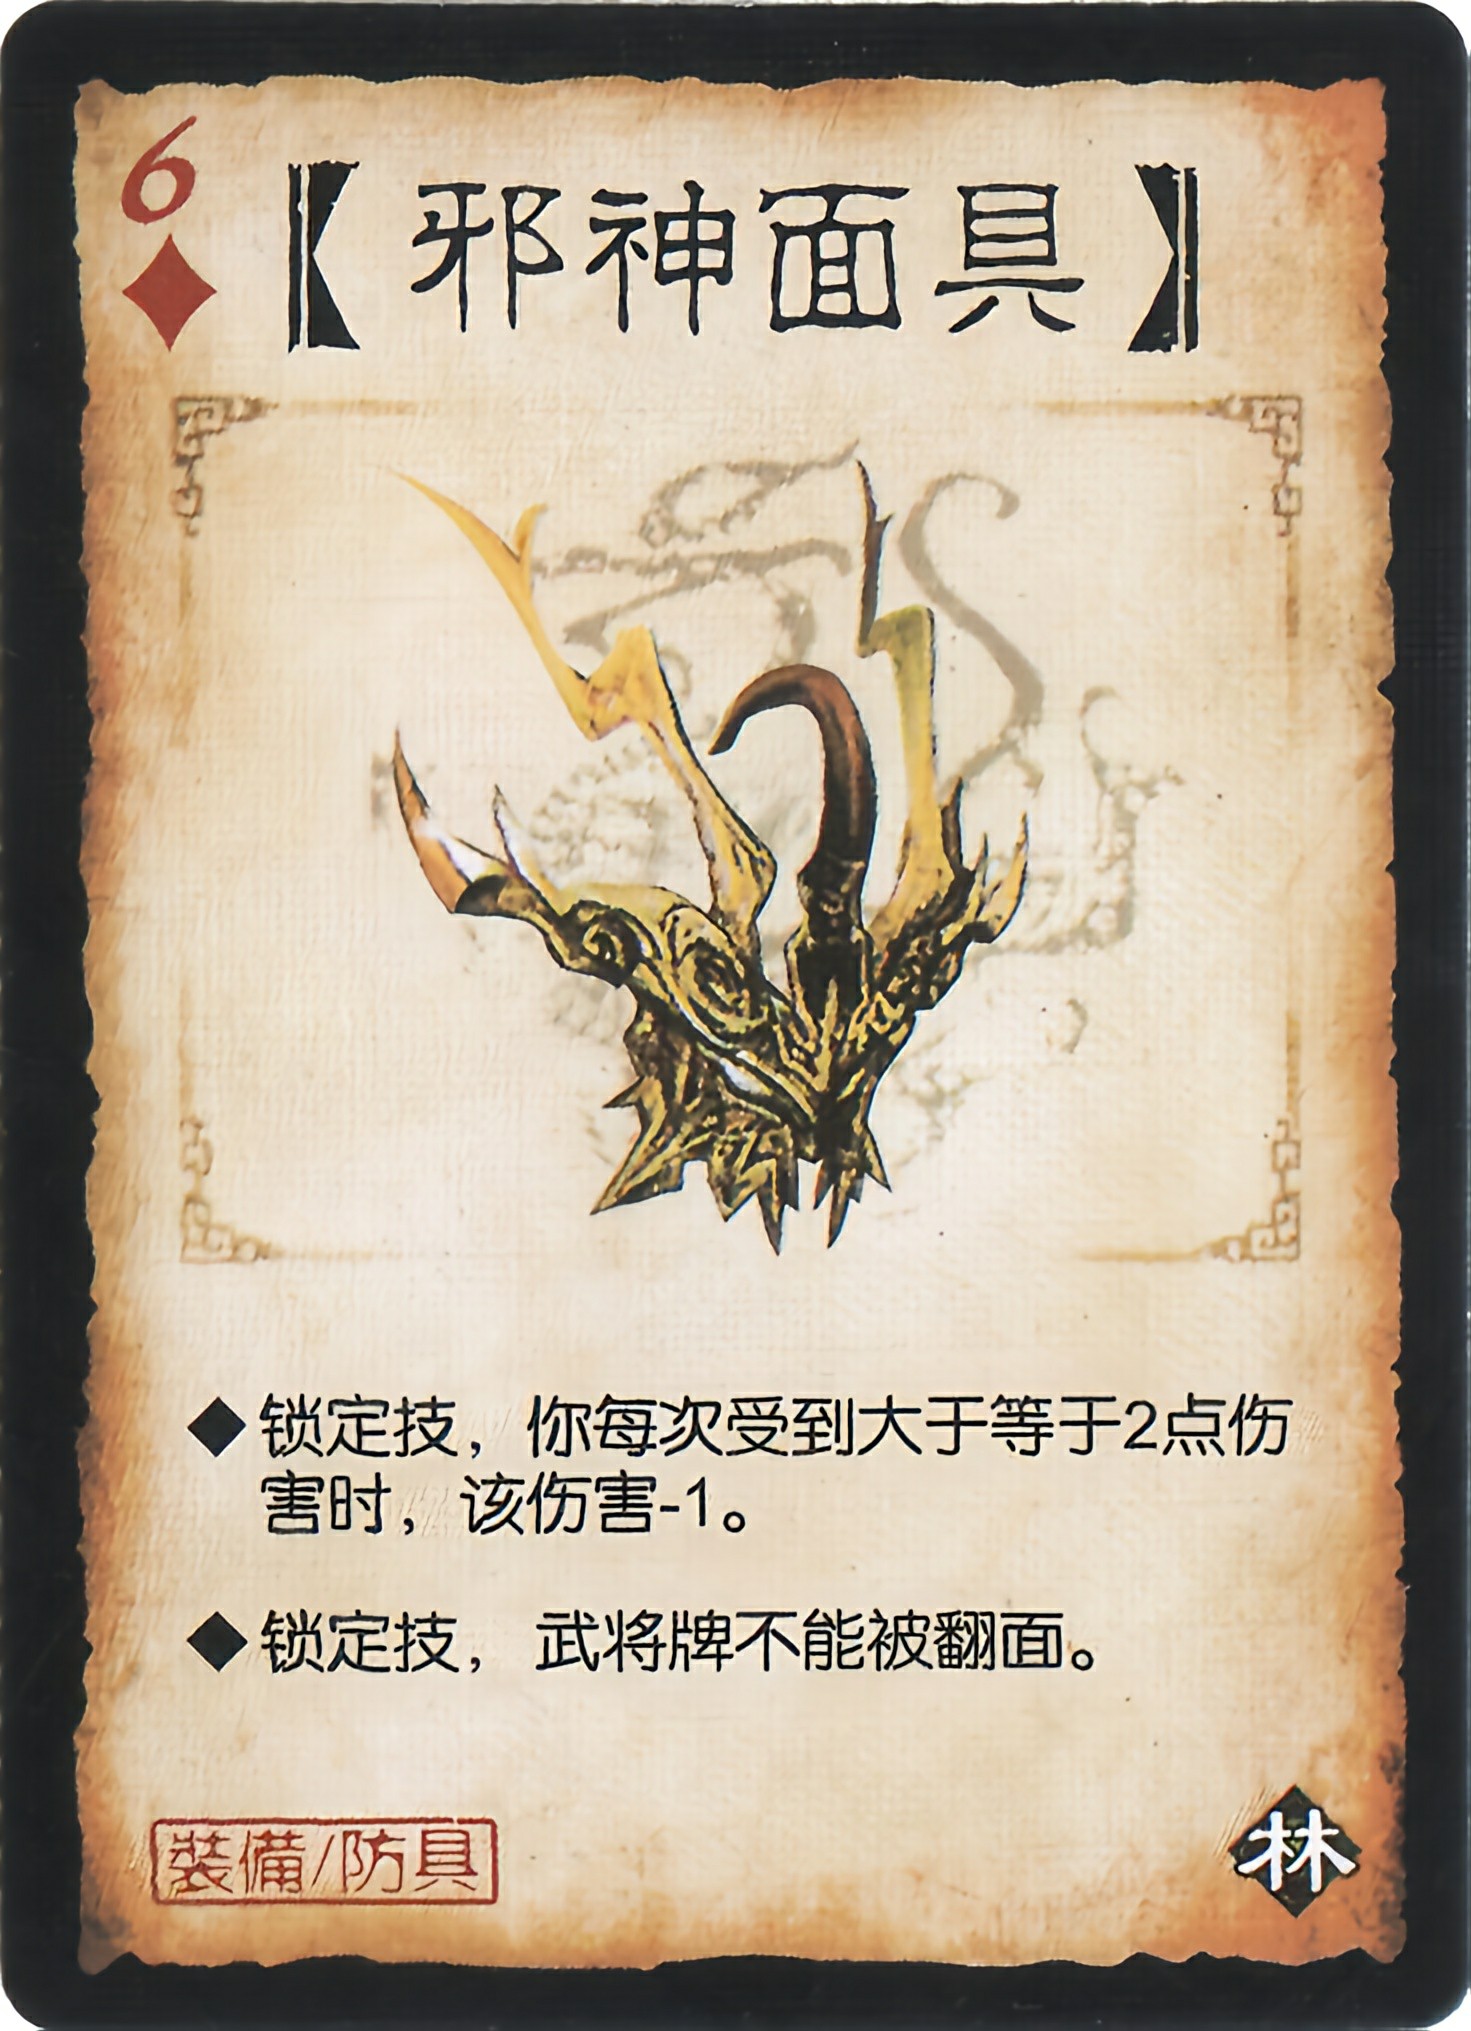 6
【邪神面具】
◆锁定技，你每次受到大于等于2点伤
害时，该伤害-1。
◆锁定技，武将牌不能被翻面。
裝備/防具
林